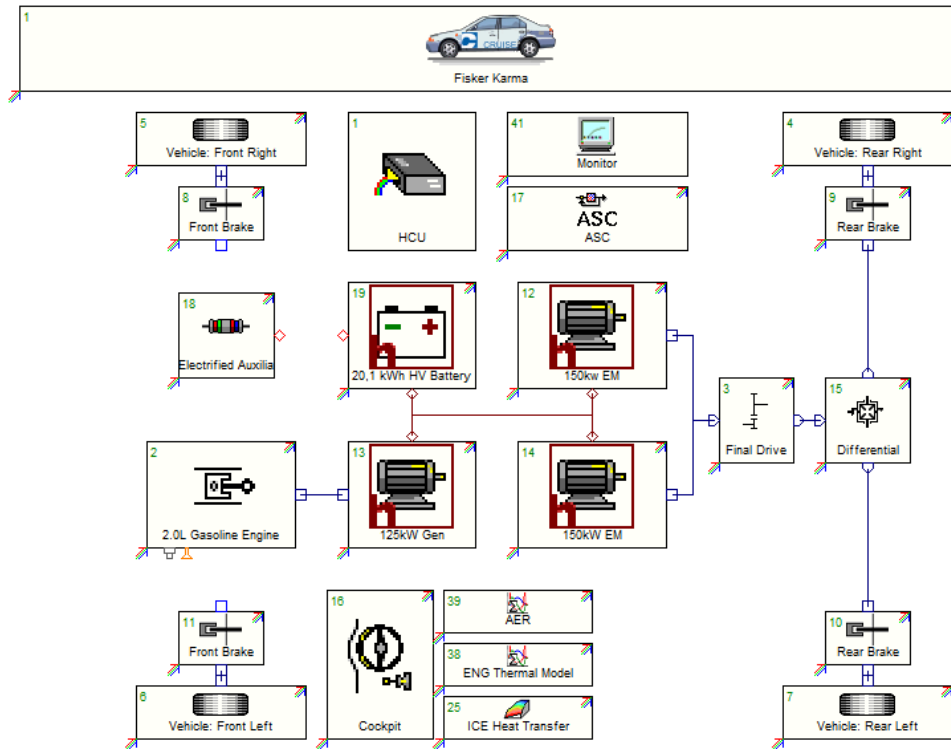 1
CRUISE
Fisker Karma
5
Vehicle: Front Right
1
HCU
41
Monitor
4
Vehicle: Rear Right
8
Front Brake
17
ASC
ASC
9
Rear Brake
18
Electrified Auxilia
19
20,1 kWh HV Battery
12
150kw EM
3
Final Drive
15
Differential
2
2.0L Gasoline Engine
13
125kW Gen
14
150kW EM
11
Front Brake
16
Cockpit
39
AER
38
ENG Thermal Model
25
ICE Heat Transfer
10
Rear Brake
6
Vehicle: Front Left
7
Vehicle: Rear Left